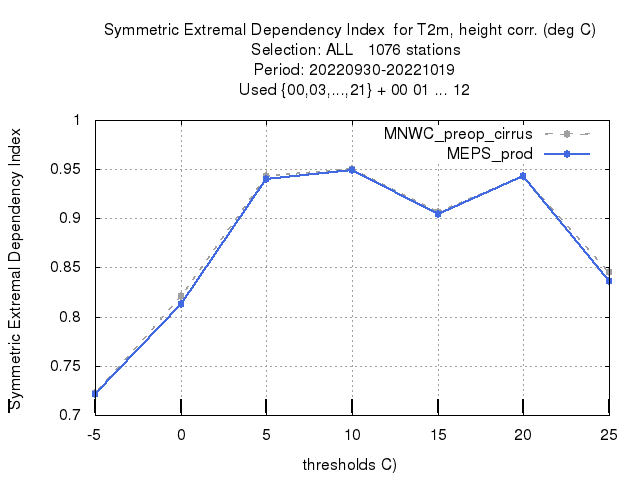 Symmetric Extremal Dependency Index  for T2m, height corr. (deg C)
Selection: ALL   1076 stations
Period: 20220930-20221019
Used {00,03,...,21} + 00 01 ... 12
Symmetric Extremal Dependency Index
MNWC_preop_cirrus
MEPS_prod
1
0.95
0.9
0.85
0.8
0.75
0.7
-5 0 5 10 15 20 25
thresholds C)